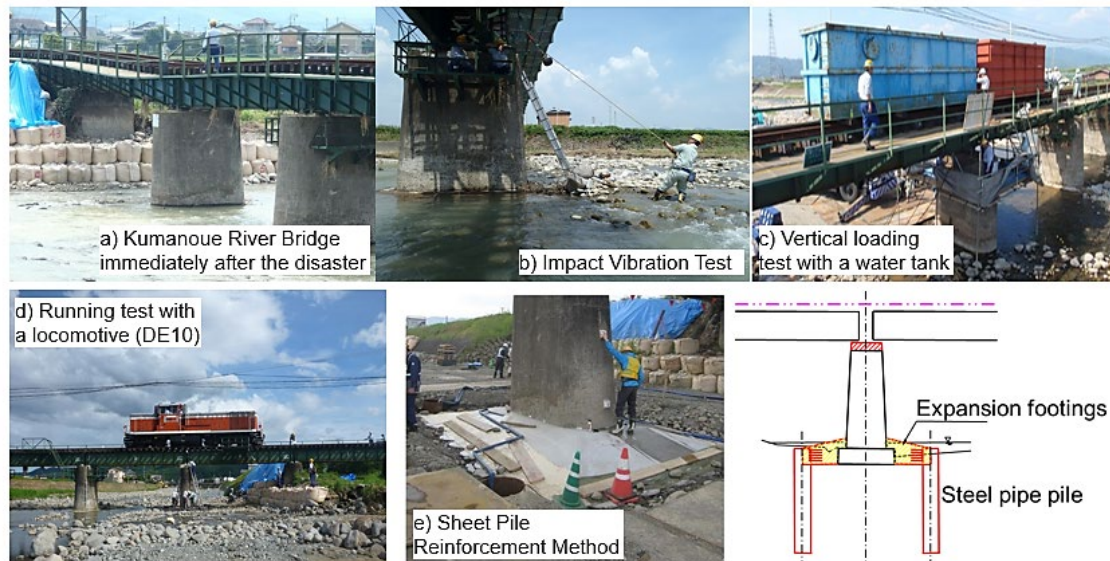 a) Kumanoue River Bridge
immediately after the disaster
b) Impact Vibration Test
c) Vertical loading
test with a water tank
d) Running test with
a locomotive (DE10)
e) Sheet Pile
Reinforcement Method
Expansion footings
Steel pipe pile